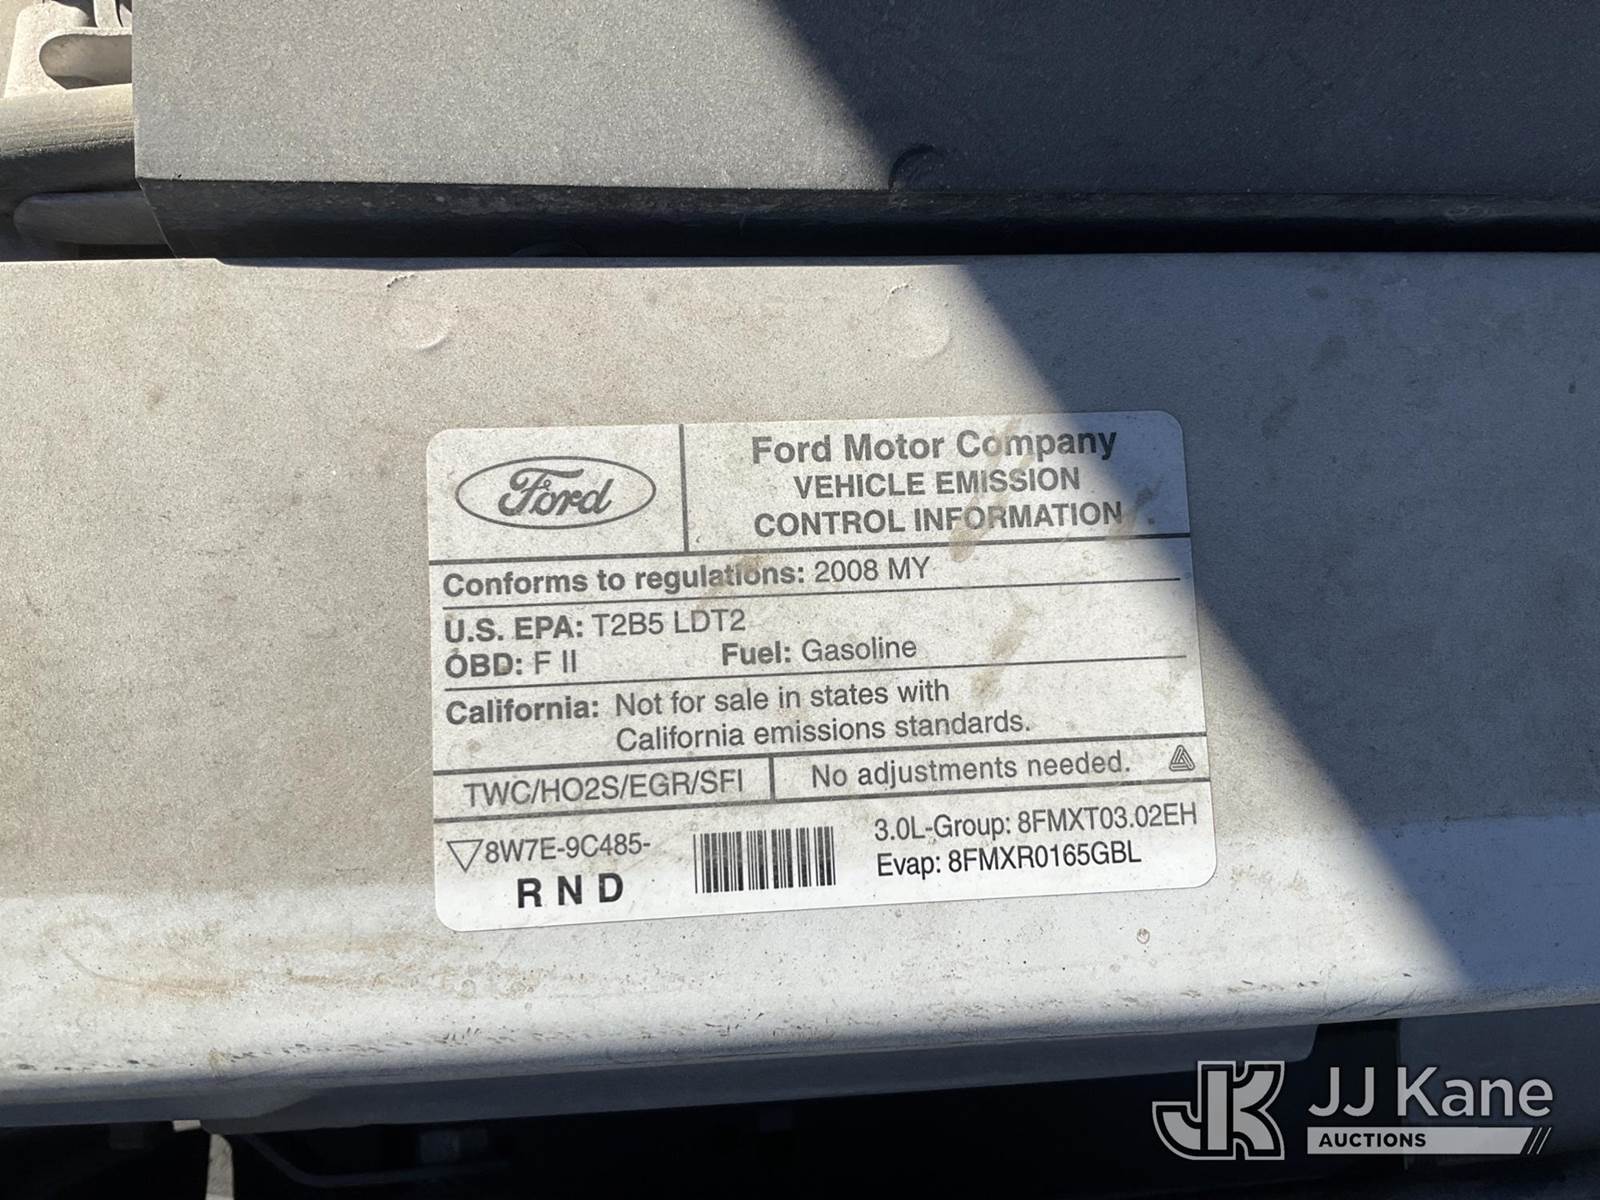 Ford
Ford Motor Company
VEHICLE EMISSION
CONTROL INFORMATION
Conforms to regulations: 2008 MY
U.S. EPA: T2B5 LDT2
OBD: F II Fuel: Gasoline
California: Not for sale in states with
California emissions standards.
TWC/HO2S/EGR/SFI No adjustments needed.
8W7E-9C485-
R N D
3.0L-Group: 8FMXT03.02EH
Evap: 8FMXR0165GBL
JK JJ Kane
AUCTIONS